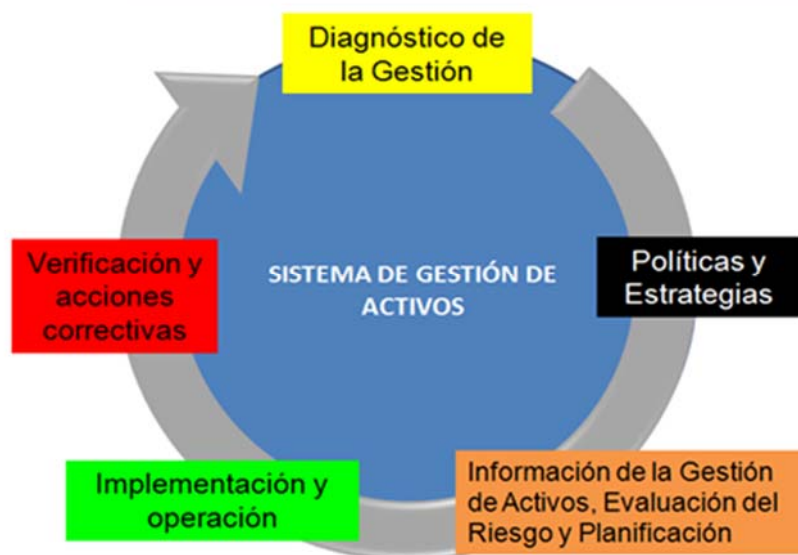 Diagnóstico de
la Gestión
Políticas y
Estrategias
Información de la Gestión
de Activos, Evaluación del
Riesgo y Planificación
Implementación y
operación
Verificación y
acciones
correctivas
SISTEMA DE GESTIÓN DE
ACTIVOS